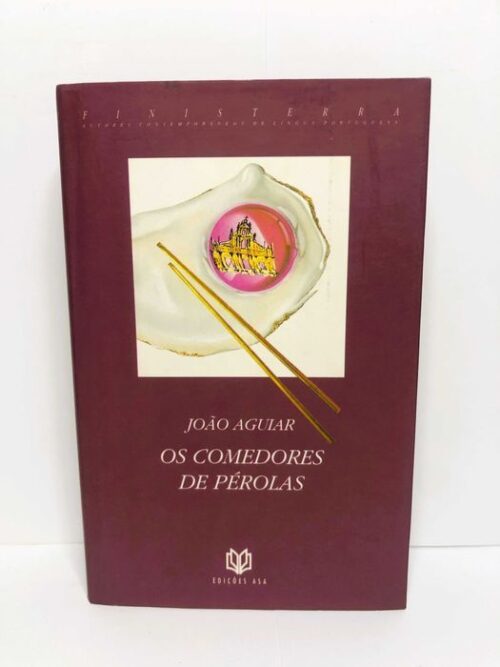 FINISTERRA
AUTORES CONTEMPORÂNEOS DE LÍNGUA PORTUGUESA
JOÃO AGUIAR
OS COMEDORES
DE PÉROLAS
EDIÇÕES ASA